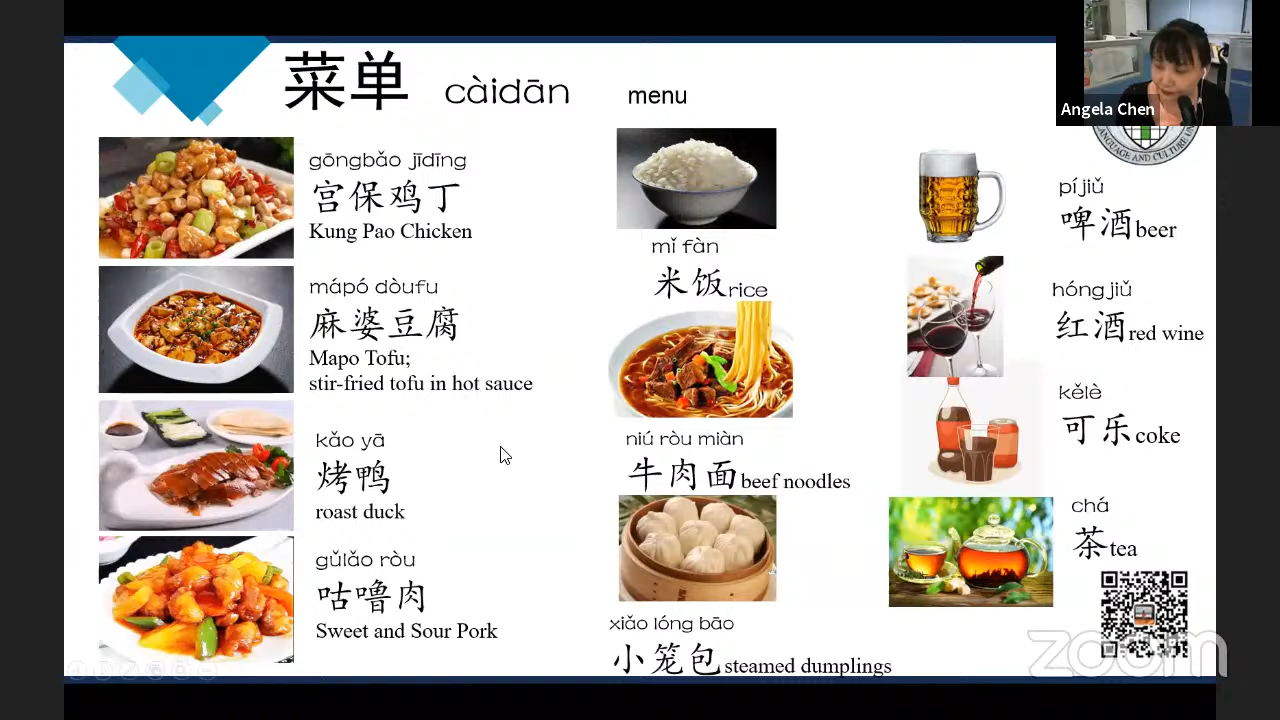 菜单 càidān menu
gōngbǎo jīdīng
宫保鸡丁
Kung Pao Chicken
mápó dòufu
麻婆豆腐
Mapo Tofu;
stir-fried tofu in hot sauce
kǎo yā
烤鸭
roast duck
gǔlǎo ròu
咕噜肉
Sweet and Sour Pork
mǐ fàn
米饭rice
niú ròu miàn
牛肉面beef noodles
xiǎo lóng bāo
小笼包steamed dumplings
píjiǔ
啤酒beer
hóngjiǔ
红酒red wine
kělè
可乐coke
chá
茶tea
Angela Chen
zoom